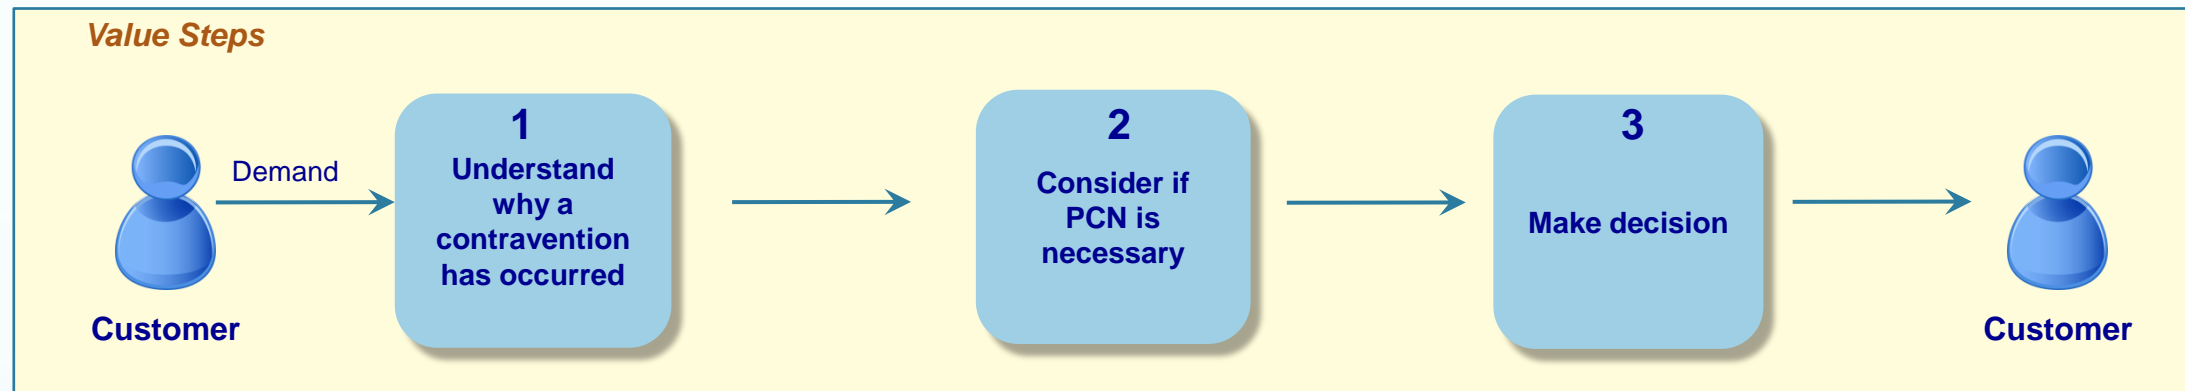 Value Steps
Customer
Demand
1
Understand
why a
contravention
has occurred
2
Consider if
PCN is
necessary
3
Make decision
Customer